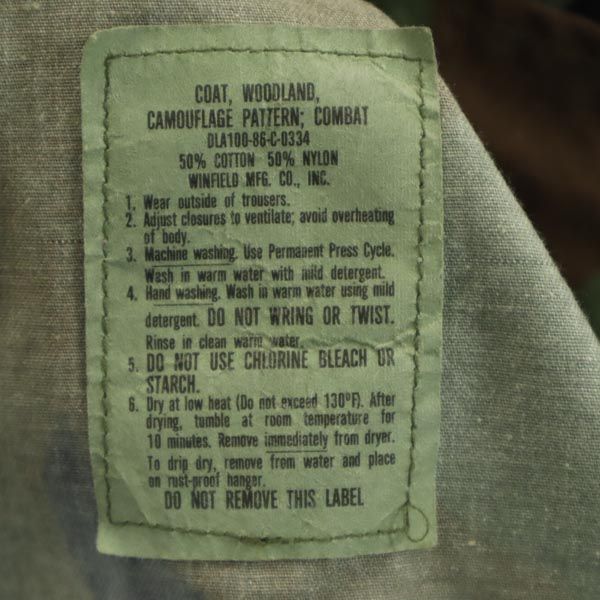 COAT, WOODLAND,
CAMOUFLAGE PATTERN; COMBAT
DLA100-86-C-0334
50% COTTON 50% NYLON
WINFIELD MFG. CO., INC.
1. Wear outside of trousers.
2. Adjust closures to ventilate; avoid overheating
of body.
3. Machine washing. Use Permanent Press Cycle.
Wash in warm water with mild detergent.
4. Hand washing. Wash in warm water using mild
detergent. DO NOT WRING OR TWIST.
Rinse in clean warm water.
5. DO NOT USE CHLORINE BLEACH OR
STARCH.
6. Dry at low heat (Do not exceed 130°F). After
drying, tumble at room temperature for
10 minutes. Remove immediately from dryer.
To drip dry, remove from water and place
on rust-proof hanger.
DO NOT REMOVE THIS LABEL